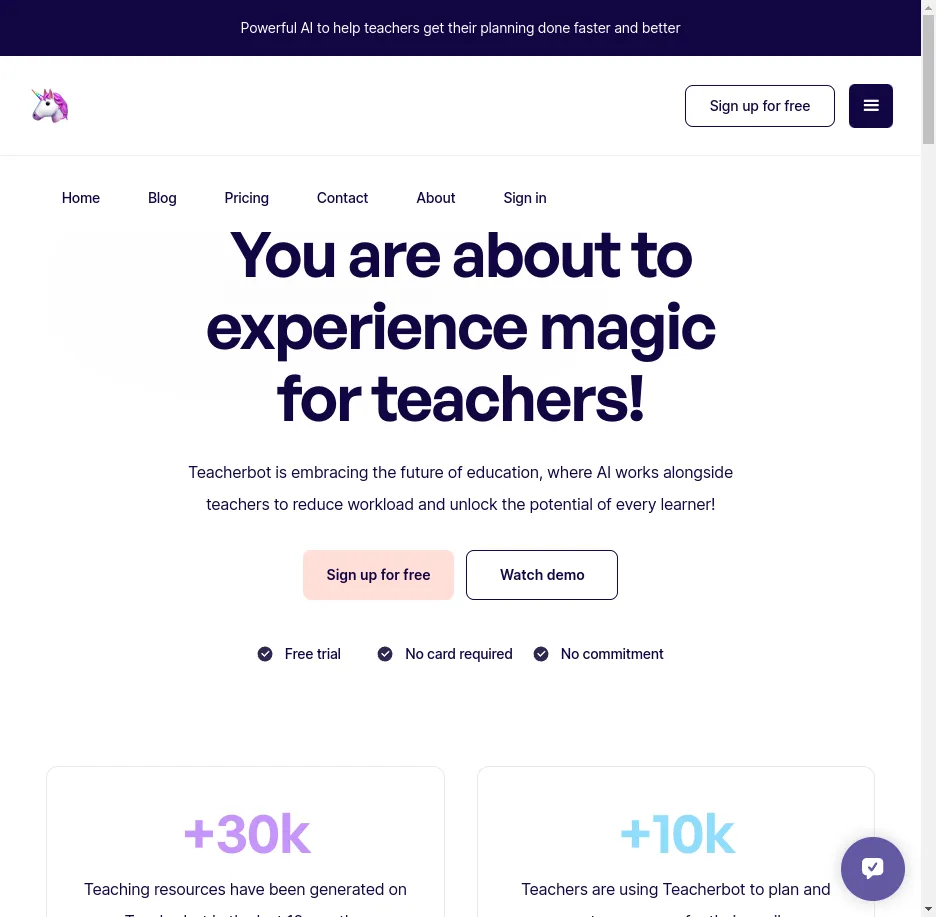 Powerful AI to help teachers get their planning done faster and better
Sign up for free
Home Blog Pricing Contact About Sign in
You are about to
experience magic
for teachers!
Teacherbot is embracing the future of education, where AI works alongside
teachers to reduce workload and unlock the potential of every learner!
Sign up for free Watch demo
Free trial No card required No commitment
+30k
Teaching resources have been generated on
+10k
Teachers are using Teacherbot to plan and